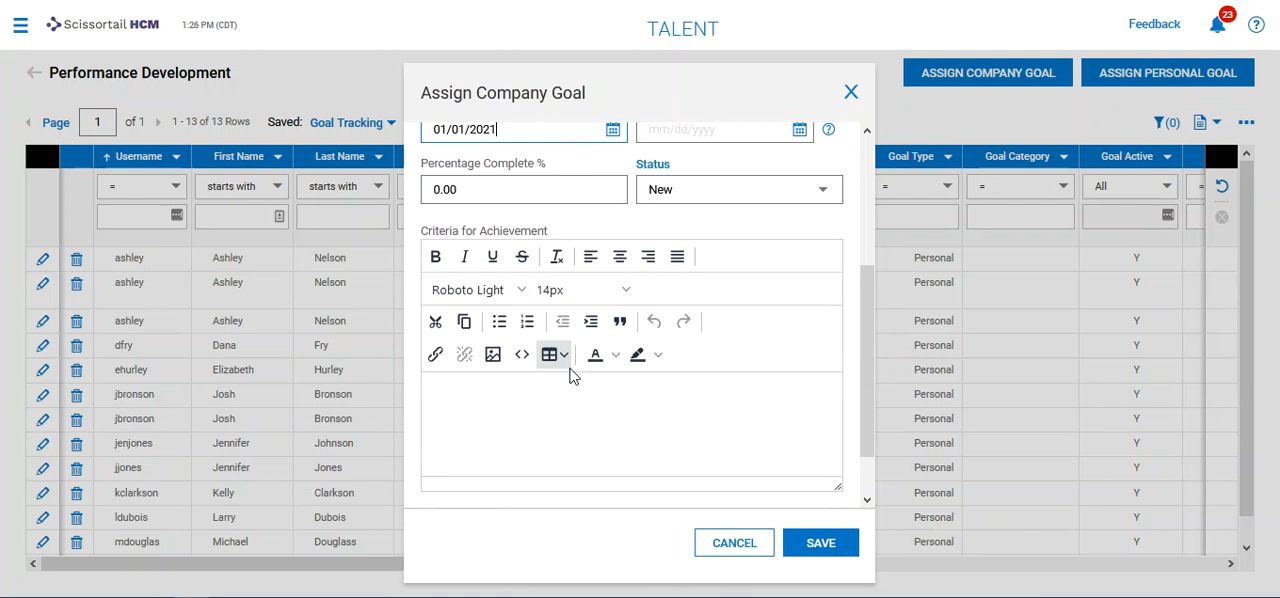 Scissortail HCM 1:26 PM (CDT) TALENT Feedback 23 ?
Performance Development ASSIGN COMPANY GOAL ASSIGN PERSONAL GOAL
Page 1 of 1 1 - 13 of 13 Rows Saved: Goal Tracking (0)
Username First Name Last Name Goal Type Goal Category Goal Active
= starts with starts with = = All =
ashley Ashley Nelson Personal Y
ashley Ashley Nelson Personal Y
ashley Ashley Nelson Personal Y
dfry Dana Fry Personal Y
ehurley Elizabeth Hurley Personal Y
jbronson Josh Bronson Personal Y
jbronson Josh Bronson Personal Y
jenjones Jennifer Johnson Personal Y
jjones Jennifer Jones Personal Y
kclarkson Kelly Clarkson Personal Y
ldubois Larry Dubois Personal Y
mdouglas Michael Douglass Personal Y
Assign Company Goal
01/01/2021 mm/dd/yyyy ?
Percentage Complete % Status
0.00 New
Criteria for Achievement
B I U S
Roboto Light 14px
A
CANCEL SAVE